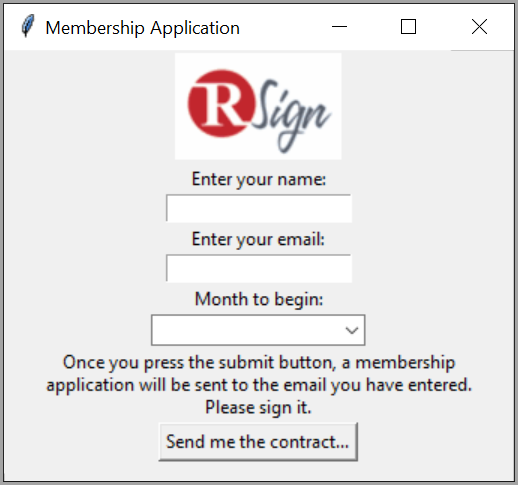 Membership Application
RSign
Enter your name:
Enter your email:
Month to begin:
Once you press the submit button, a membership
application will be sent to the email you have entered.
Please sign it.
Send me the contract...